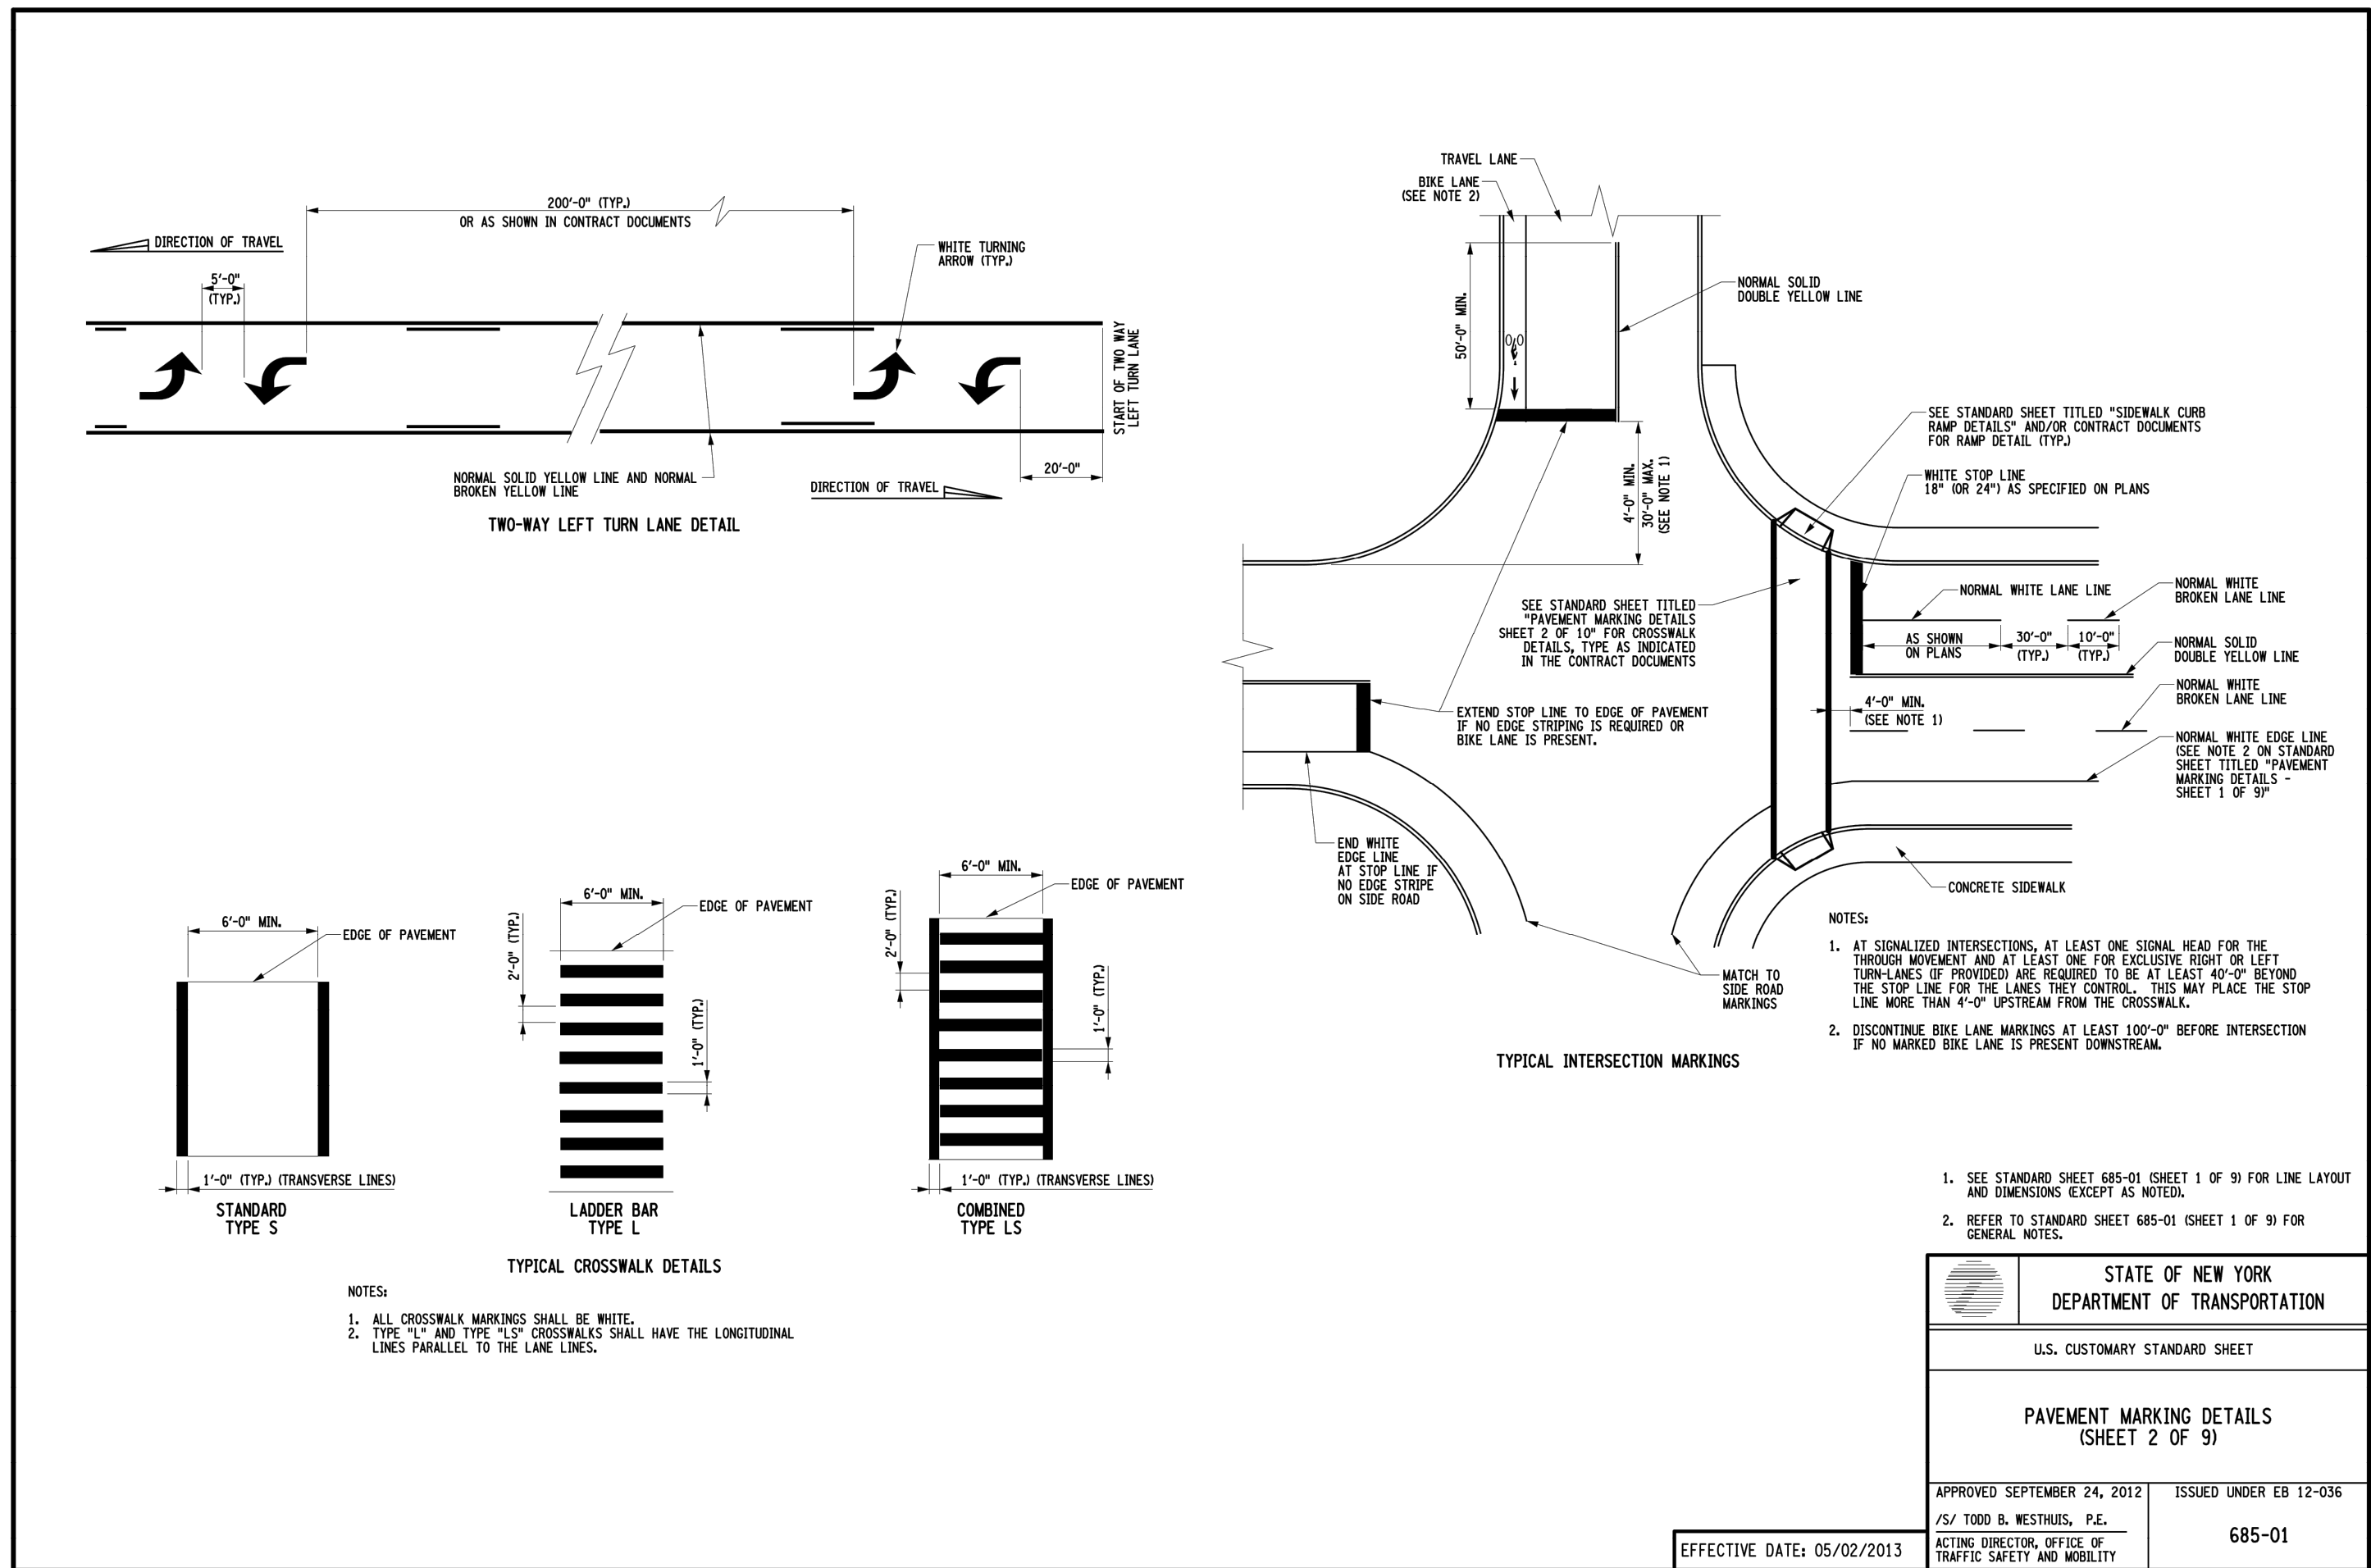 200'-0" (TYP.)
OR AS SHOWN IN CONTRACT DOCUMENTS
DIRECTION OF TRAVEL
5'-0"
(TYP.)
WHITE TURNING
ARROW (TYP.)
START OF TWO WAY
LEFT TURN LANE
20'-0"
NORMAL SOLID YELLOW LINE AND NORMAL
BROKEN YELLOW LINE
DIRECTION OF TRAVEL
TWO-WAY LEFT TURN LANE DETAIL
TRAVEL LANE
BIKE LANE
(SEE NOTE 2)
50'-0" MIN.
NORMAL SOLID
DOUBLE YELLOW LINE
4'-0" MIN.
30'-0" MAX.
(SEE NOTE 1)
SEE STANDARD SHEET TITLED "SIDEWALK CURB
RAMP DETAILS" AND/OR CONTRACT DOCUMENTS
FOR RAMP DETAIL (TYP.)
WHITE STOP LINE
18" (OR 24") AS SPECIFIED ON PLANS
NORMAL WHITE LANE LINE
NORMAL WHITE
BROKEN LANE LINE
AS SHOWN
ON PLANS
30'-0"
(TYP.)
10'-0"
(TYP.)
NORMAL SOLID
DOUBLE YELLOW LINE
SEE STANDARD SHEET TITLED
"PAVEMENT MARKING DETAILS
SHEET 2 OF 10" FOR CROSSWALK
DETAILS, TYPE AS INDICATED
IN THE CONTRACT DOCUMENTS
NORMAL WHITE
BROKEN LANE LINE
4'-0" MIN.
(SEE NOTE 1)
EXTEND STOP LINE TO EDGE OF PAVEMENT
IF NO EDGE STRIPING IS REQUIRED OR
BIKE LANE IS PRESENT.
NORMAL WHITE EDGE LINE
(SEE NOTE 2 ON STANDARD
SHEET TITLED "PAVEMENT
MARKING DETAILS -
SHEET 1 OF 9)"
END WHITE
EDGE LINE
AT STOP LINE IF
NO EDGE STRIPE
ON SIDE ROAD
CONCRETE SIDEWALK
MATCH TO
SIDE ROAD
MARKINGS
TYPICAL INTERSECTION MARKINGS
NOTES:
1. AT SIGNALIZED INTERSECTIONS, AT LEAST ONE SIGNAL HEAD FOR THE
THROUGH MOVEMENT AND AT LEAST ONE FOR EXCLUSIVE RIGHT OR LEFT
TURN-LANES (IF PROVIDED) ARE REQUIRED TO BE AT LEAST 40'-0" BEYOND
THE STOP LINE FOR THE LANES THEY CONTROL. THIS MAY PLACE THE STOP
LINE MORE THAN 4'-0" UPSTREAM FROM THE CROSSWALK.
2. DISCONTINUE BIKE LANE MARKINGS AT LEAST 100'-0" BEFORE INTERSECTION
IF NO MARKED BIKE LANE IS PRESENT DOWNSTREAM.
6'-0" MIN.
EDGE OF PAVEMENT
1'-0" (TYP.) (TRANSVERSE LINES)
STANDARD
TYPE S
6'-0" MIN.
EDGE OF PAVEMENT
2'-0" (TYP.)
1'-0" (TYP.)
LADDER BAR
TYPE L
6'-0" MIN.
EDGE OF PAVEMENT
2'-0" (TYP.)
1'-0" (TYP.)
1'-0" (TYP.) (TRANSVERSE LINES)
COMBINED
TYPE LS
TYPICAL CROSSWALK DETAILS
NOTES:
1. ALL CROSSWALK MARKINGS SHALL BE WHITE.
2. TYPE "L" AND TYPE "LS" CROSSWALKS SHALL HAVE THE LONGITUDINAL
LINES PARALLEL TO THE LANE LINES.
1. SEE STANDARD SHEET 685-01 (SHEET 1 OF 9) FOR LINE LAYOUT
AND DIMENSIONS (EXCEPT AS NOTED).
2. REFER TO STANDARD SHEET 685-01 (SHEET 1 OF 9) FOR
GENERAL NOTES.
STATE OF NEW YORK
DEPARTMENT OF TRANSPORTATION
U.S. CUSTOMARY STANDARD SHEET
PAVEMENT MARKING DETAILS
(SHEET 2 OF 9)
APPROVED SEPTEMBER 24, 2012
/S/ TODD B. WESTHUIS, P.E.
ACTING DIRECTOR, OFFICE OF
TRAFFIC SAFETY AND MOBILITY
ISSUED UNDER EB 12-036
685-01
EFFECTIVE DATE: 05/02/2013